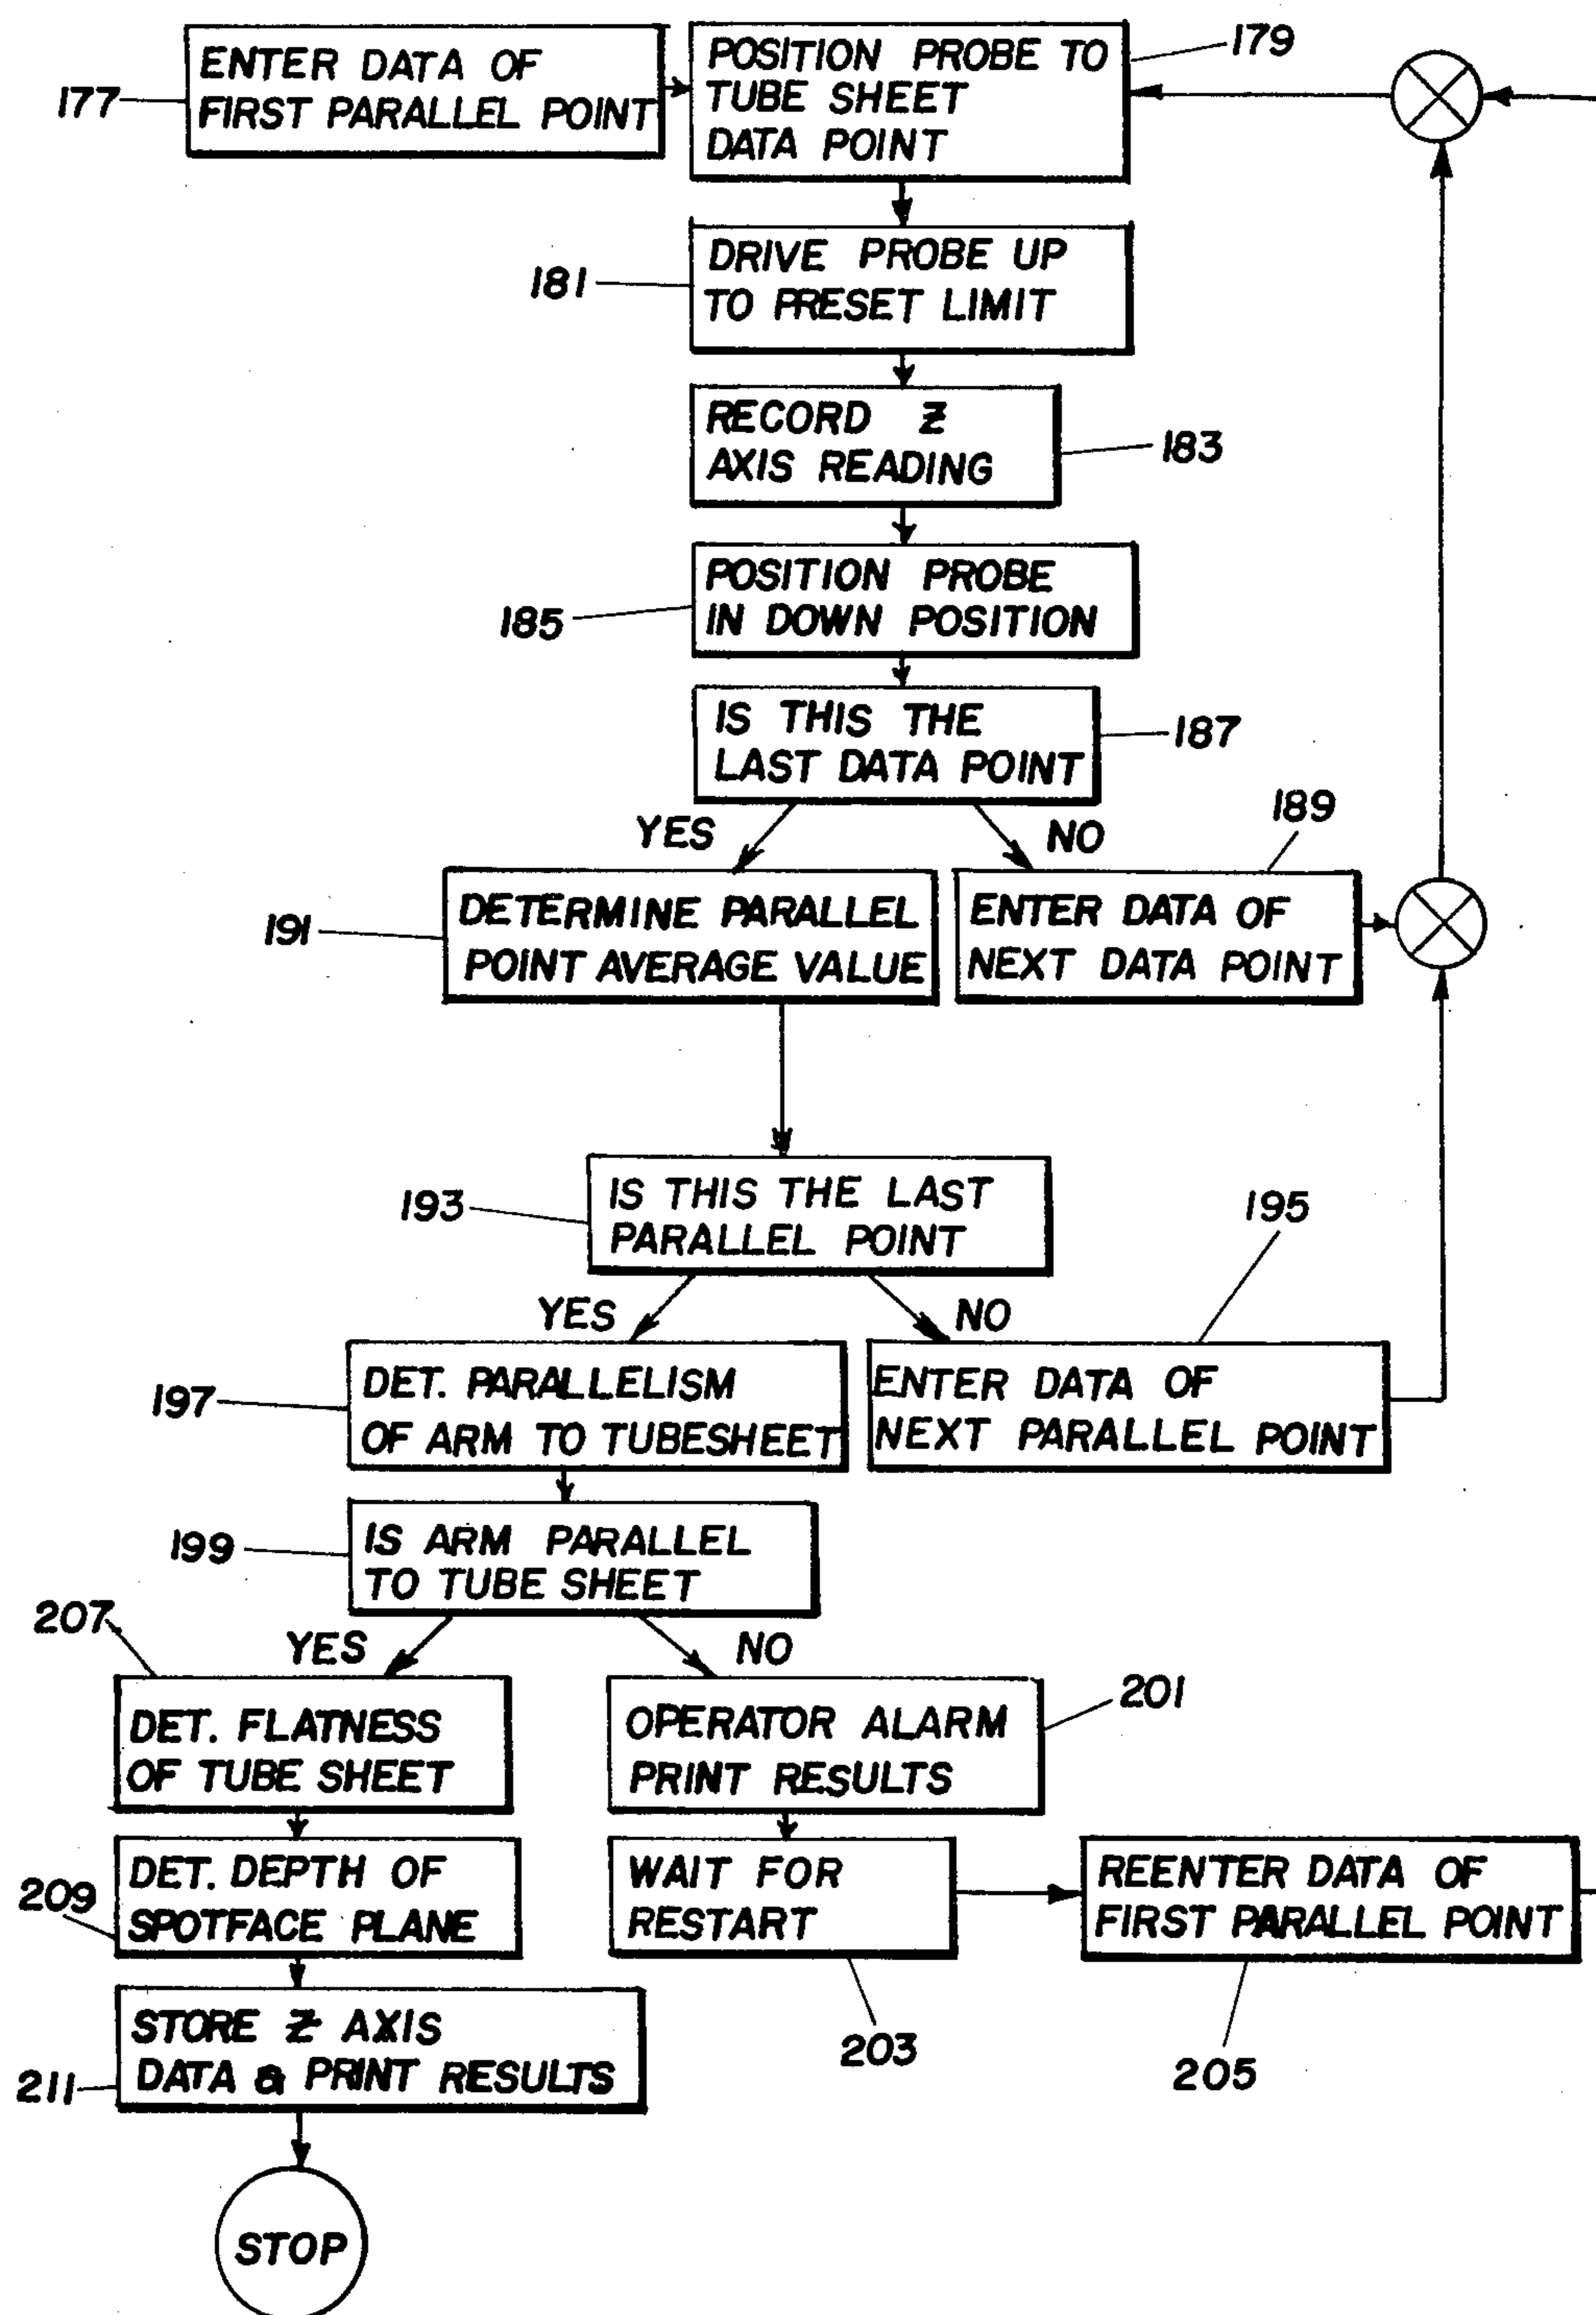 177
ENTER DATA OF
FIRST PARALLEL POINT
POSITION PROBE TO
TUBE SHEET
DATA POINT
179
181
DRIVE PROBE UP
TO PRESET LIMIT
RECORD Z
AXIS READING
183
185
POSITION PROBE
IN DOWN POSITION
IS THIS THE
LAST DATA POINT
187
YES
NO
189
191
DETERMINE PARALLEL
POINT AVERAGE VALUE
ENTER DATA OF
NEXT DATA POINT
193
IS THIS THE LAST
PARALLEL POINT
195
YES
NO
197
DET. PARALLELISM
OF ARM TO TUBESHEET
ENTER DATA OF
NEXT PARALLEL POINT
199
IS ARM PARALLEL
TO TUBE SHEET
207
YES
NO
DET. FLATNESS
OF TUBE SHEET
OPERATOR ALARM
PRINT RESULTS
201
209
DET. DEPTH OF
SPOTFACE PLANE
WAIT FOR
RESTART
REENTER DATA OF
FIRST PARALLEL POINT
203
205
211
STORE Z AXIS
DATA & PRINT RESULTS
STOP